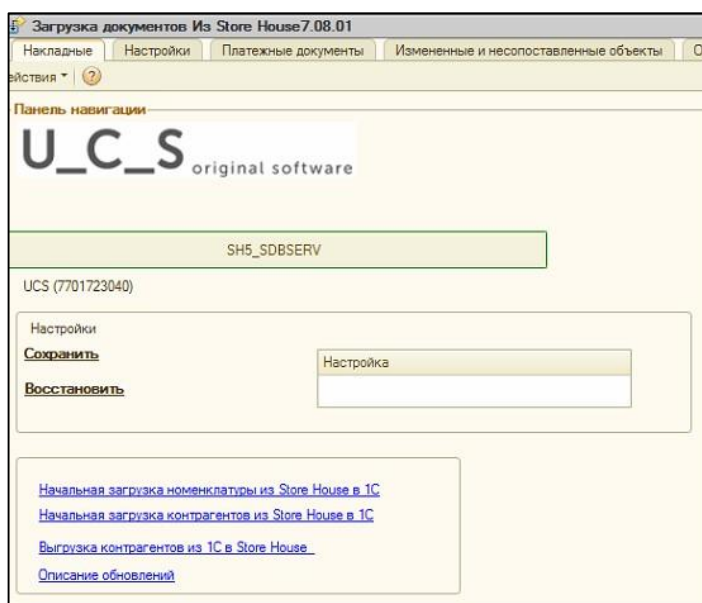 Загрузка документов Из Store House7.08.01
Накладные Настройки Платежные документы Измененные и несопоставленные объекты
ействия
Панель навигации
U_C_S original software
SH5_SDBSERV
UCS (7701723040)
Настройки
Сохранить
Настройка
Восстановить
Начальная загрузка номенклатуры из Store House в 1С
Начальная загрузка контрагентов из Store House в 1С
Выгрузка контрагентов из 1С в Store House
Описание обновлений